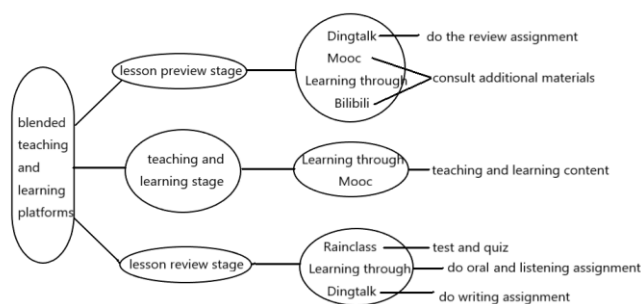 blended
teaching
and
learning
platforms
lesson preview stage
Dingtalk
Mooc
Learning through
Bilibili
do the review assignment
consult additional materials
teaching and
learning stage
Learning through
Mooc
teaching and learning content
lesson review stage
Rainclass
Learning through
Dingtalk
test and quiz
do oral and listening assignment
do writing assignment